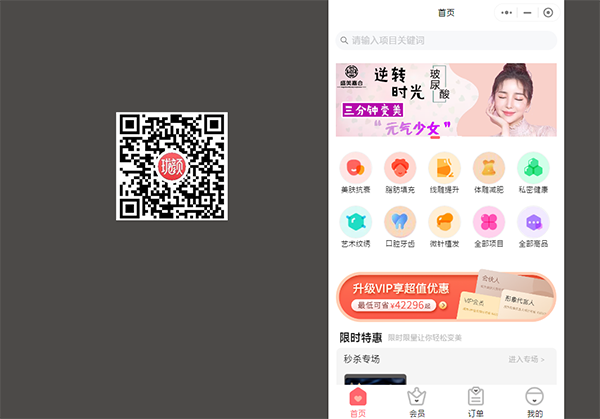 首页
请输入项目关键词
盛美嘉合
逆转
时光
玻尿酸
三分钟变美
“元气少女”
美肤抗衰
脂肪填充
线雕提升
体雕减肥
私密健康
艺术纹绣
口腔牙齿
微针植发
全部项目
全部商品
升级VIP享超值优惠
最低可省¥42296起
合伙人
VIP会员
形象代言人
限时特惠
限时限量让你轻松变美
秒杀专场
进入专场 >
首页
会员
订单
我的